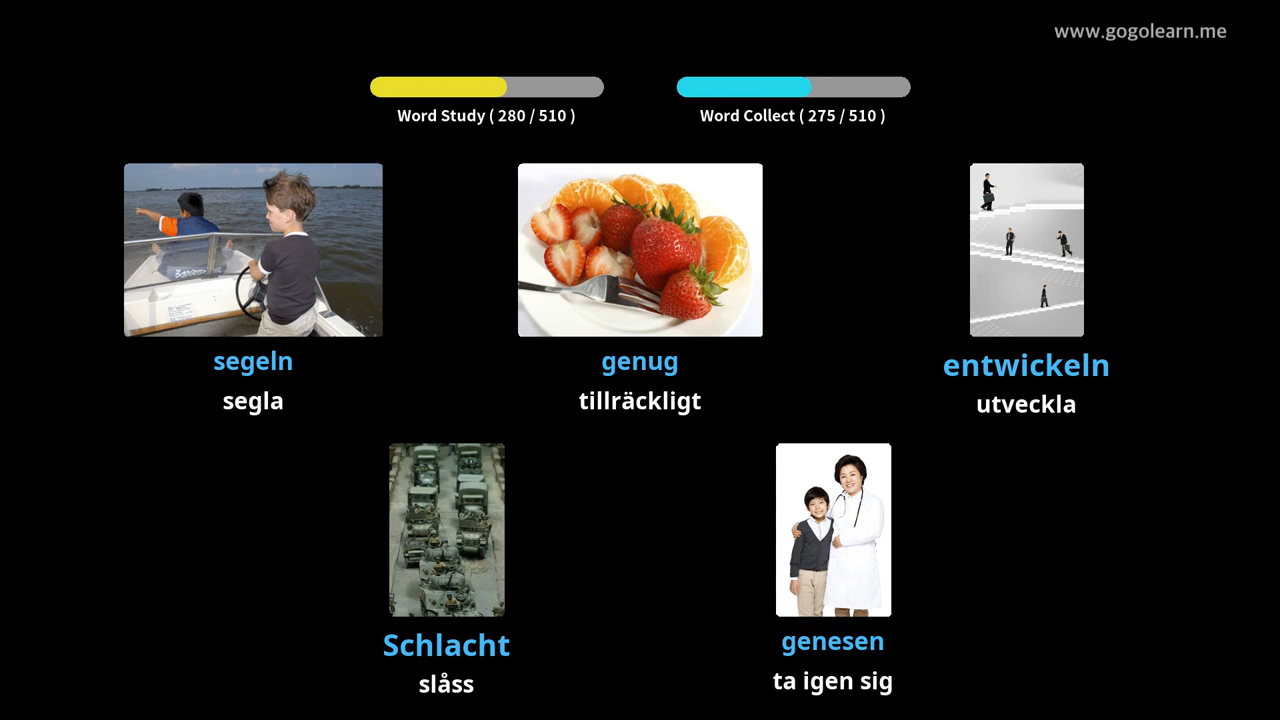 www.gogolearn.me
Word Study ( 280 / 510 )
Word Collect ( 275 / 510 )
segeln
segla
genug
tillräckligt
entwickeln
utveckla
Schlacht
slåss
genesen
ta igen sig